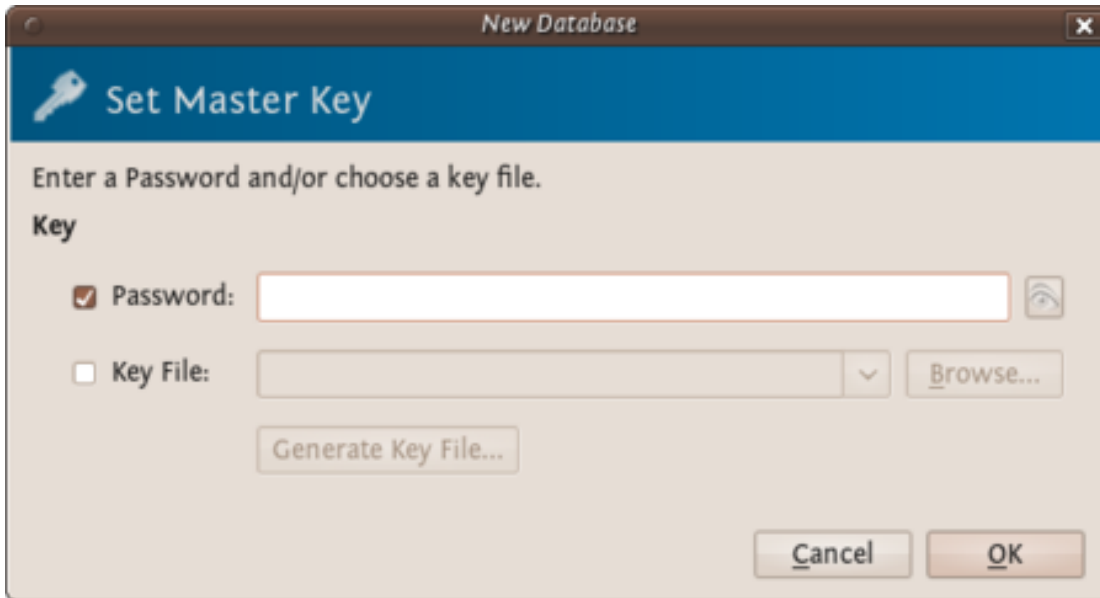 New Database
Set Master Key
Enter a Password and/or choose a key file.
Key
Password:
Key File:
Browse...
Generate Key File...
Cancel
OK